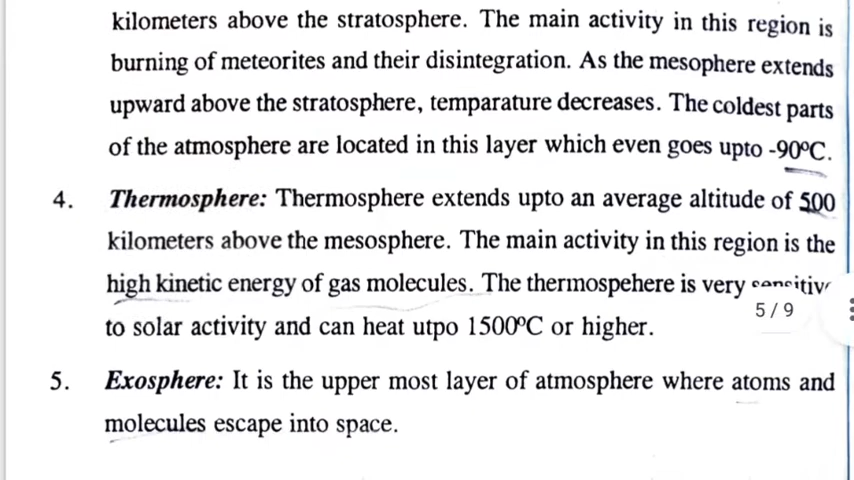 kilometers above the stratosphere. The main activity in this region is
burning of meteorites and their disintegration. As the mesophere extends
upward above the stratosphere, temparature decreases. The coldest parts
of the atmosphere are located in this layer which even goes upto -90ºC.
4. Thermosphere: Thermosphere extends upto an average altitude of 500
kilometers above the mesosphere. The main activity in this region is the
high kinetic energy of gas molecules. The thermospehere is very sensitive
5 / 9
to solar activity and can heat utpo 1500ºC or higher.
5. Exosphere: It is the upper most layer of atmosphere where atoms and
molecules escape into space.